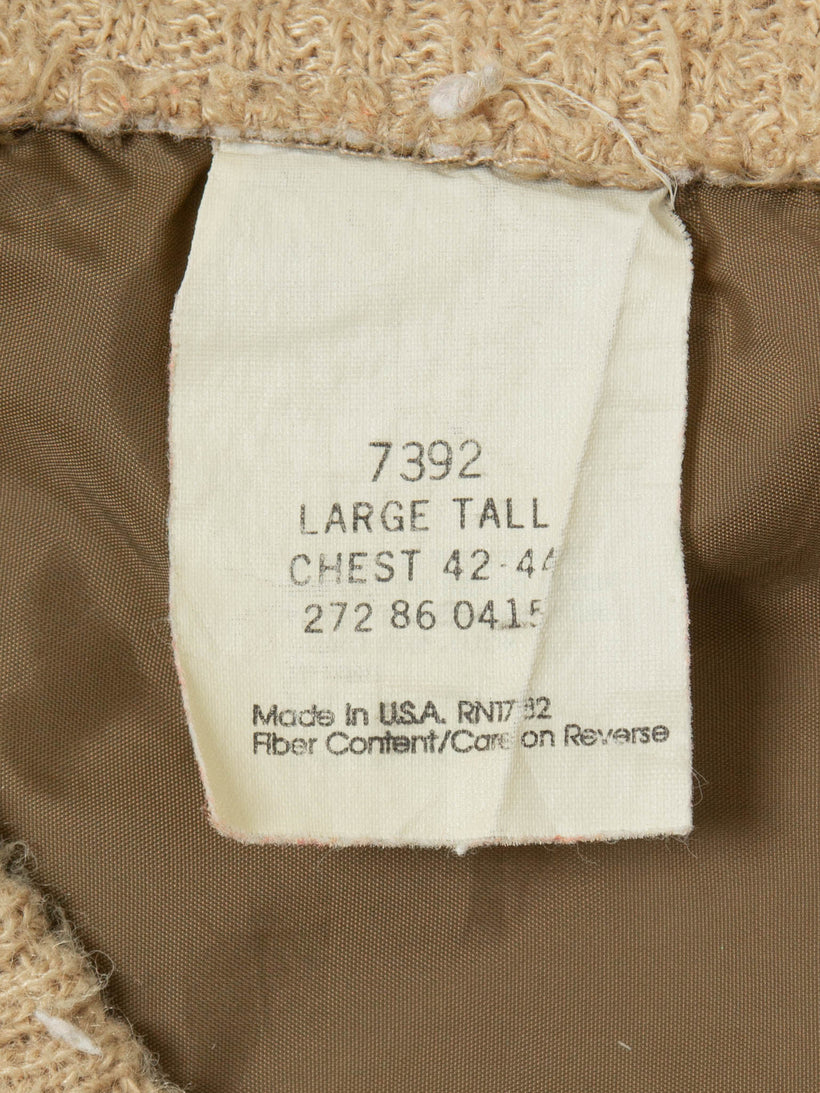 7392
LARGE TALL
CHEST 42-44
272 86 0415
Made In U.S.A.
Fiber Content/Care on Reverse